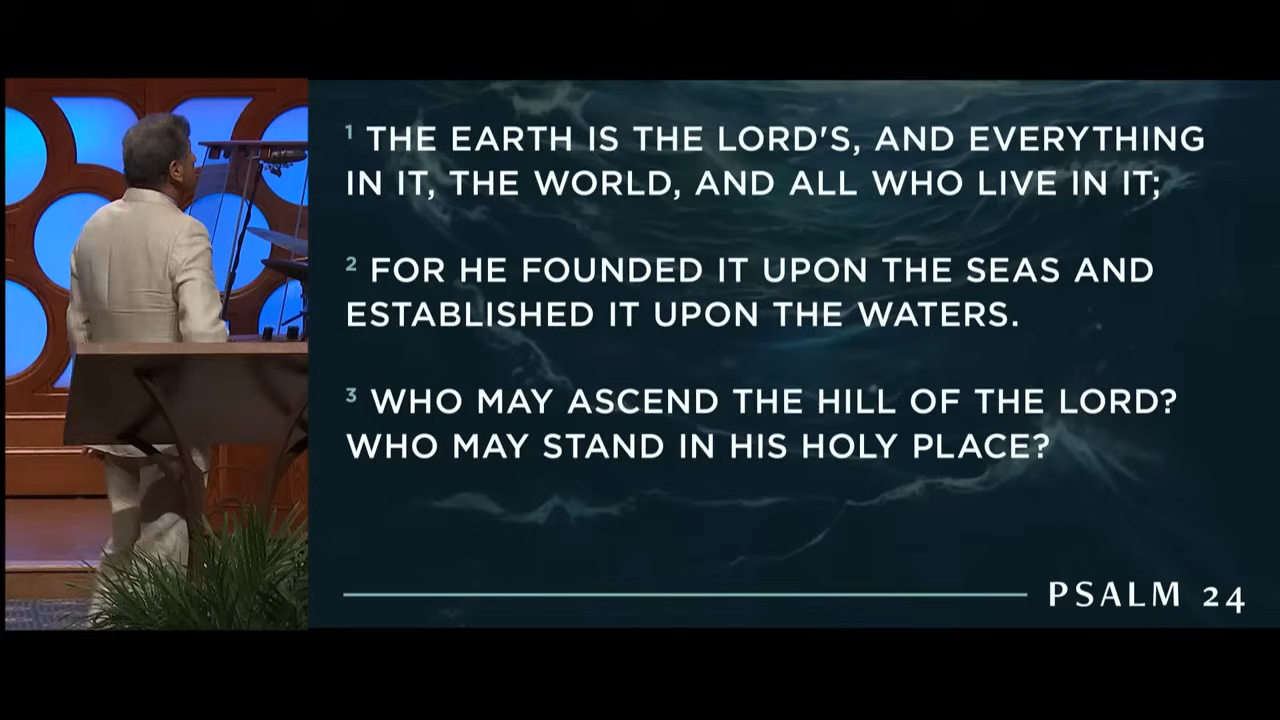 1 THE EARTH IS THE LORD'S, AND EVERYTHING
IN IT, THE WORLD, AND ALL WHO LIVE IN IT;
2 FOR HE FOUNDED IT UPON THE SEAS AND
ESTABLISHED IT UPON THE WATERS.
3 WHO MAY ASCEND THE HILL OF THE LORD?
WHO MAY STAND IN HIS HOLY PLACE?
PSALM 24